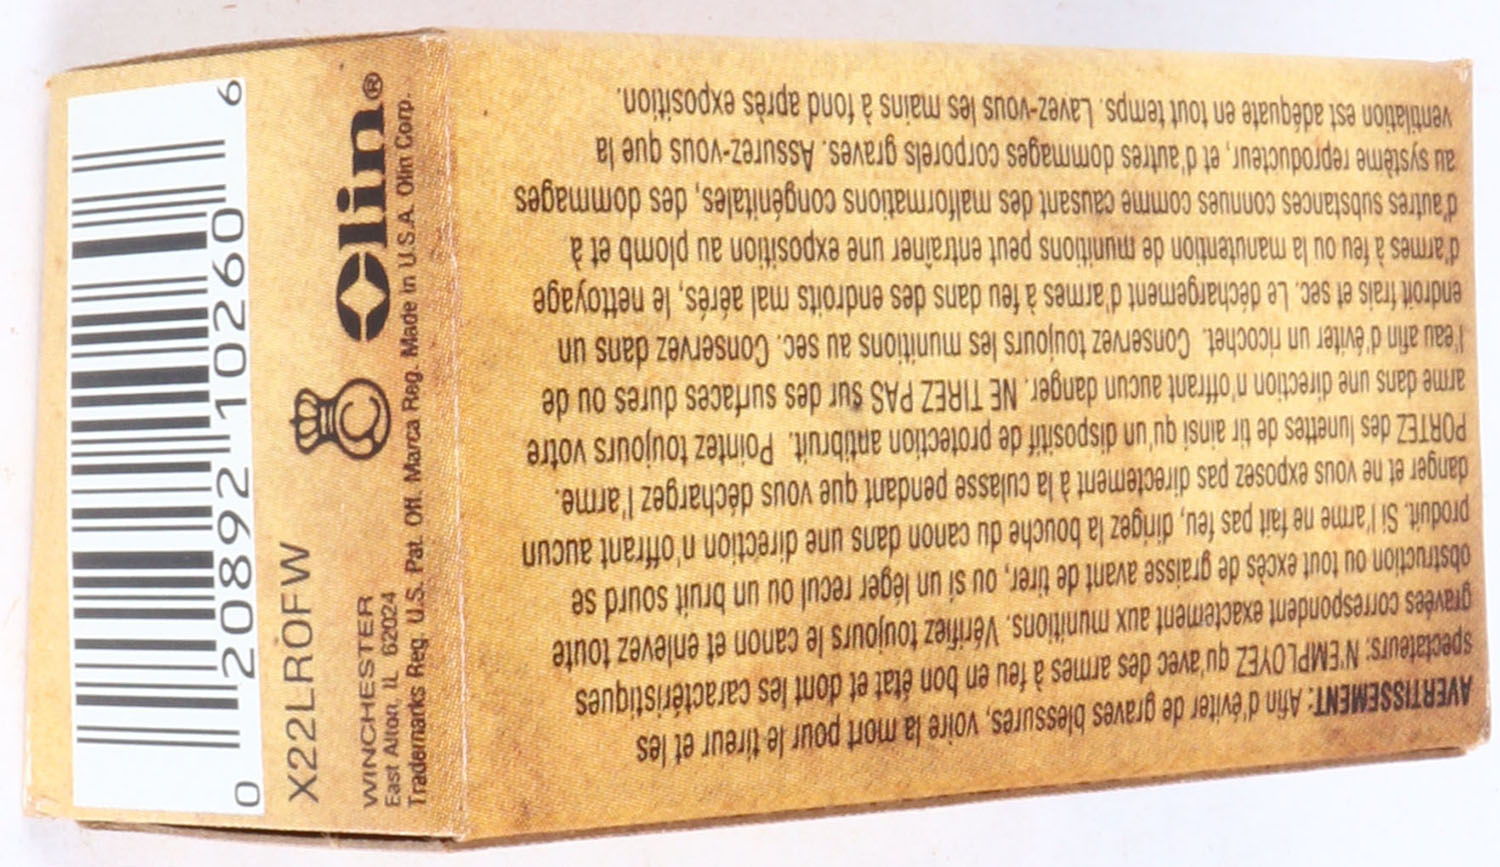 0 20892 10260 6
X22LROFW
C
Olin®
WINCHESTER
East Alton, IL 62024
Trademarks Reg. U.S. Pat. Off. Marca Reg. Made in U.S.A. Olin Corp.
AVERTISSEMENT: Afin d'éviter de graves blessures, voire la mort pour le tireur et les
spectateurs: N'EMPLOYEZ qu'avec des armes à feu en bon état et dont les caractéristiques
gravées correspondent exactement aux munitions. Vérifiez toujours le canon et enlevez toute
obstruction ou tout excès de graisse avant de tirer, ou si un léger recul ou un bruit sourd se
produit. Si l'arme ne fait pas feu, dirigez la bouche du canon dans une direction n'offrant aucun
danger et ne vous exposez pas directement à la culasse pendant que vous déchargez l'arme.
PORTEZ des lunettes de tir ainsi qu'un dispositif de protection antibruit. Pointez toujours votre
arme dans une direction n'offrant aucun danger. NE TIREZ PAS sur des surfaces dures ou de
l'eau afin d'éviter un ricochet. Conservez toujours les munitions au sec. Conservez dans un
endroit frais et sec. Le déchargement d'armes à feu dans des endroits mal aérés, le nettoyage
d'armes à feu ou la manutention de munitions peut entraîner une exposition au plomb et à
d'autres substances connues comme causant des malformations congénitales, des dommages
au système reproducteur, et d'autres dommages corporels graves. Assurez-vous que la
ventilation est adéquate en tout temps. Lavez-vous les mains à fond après exposition.